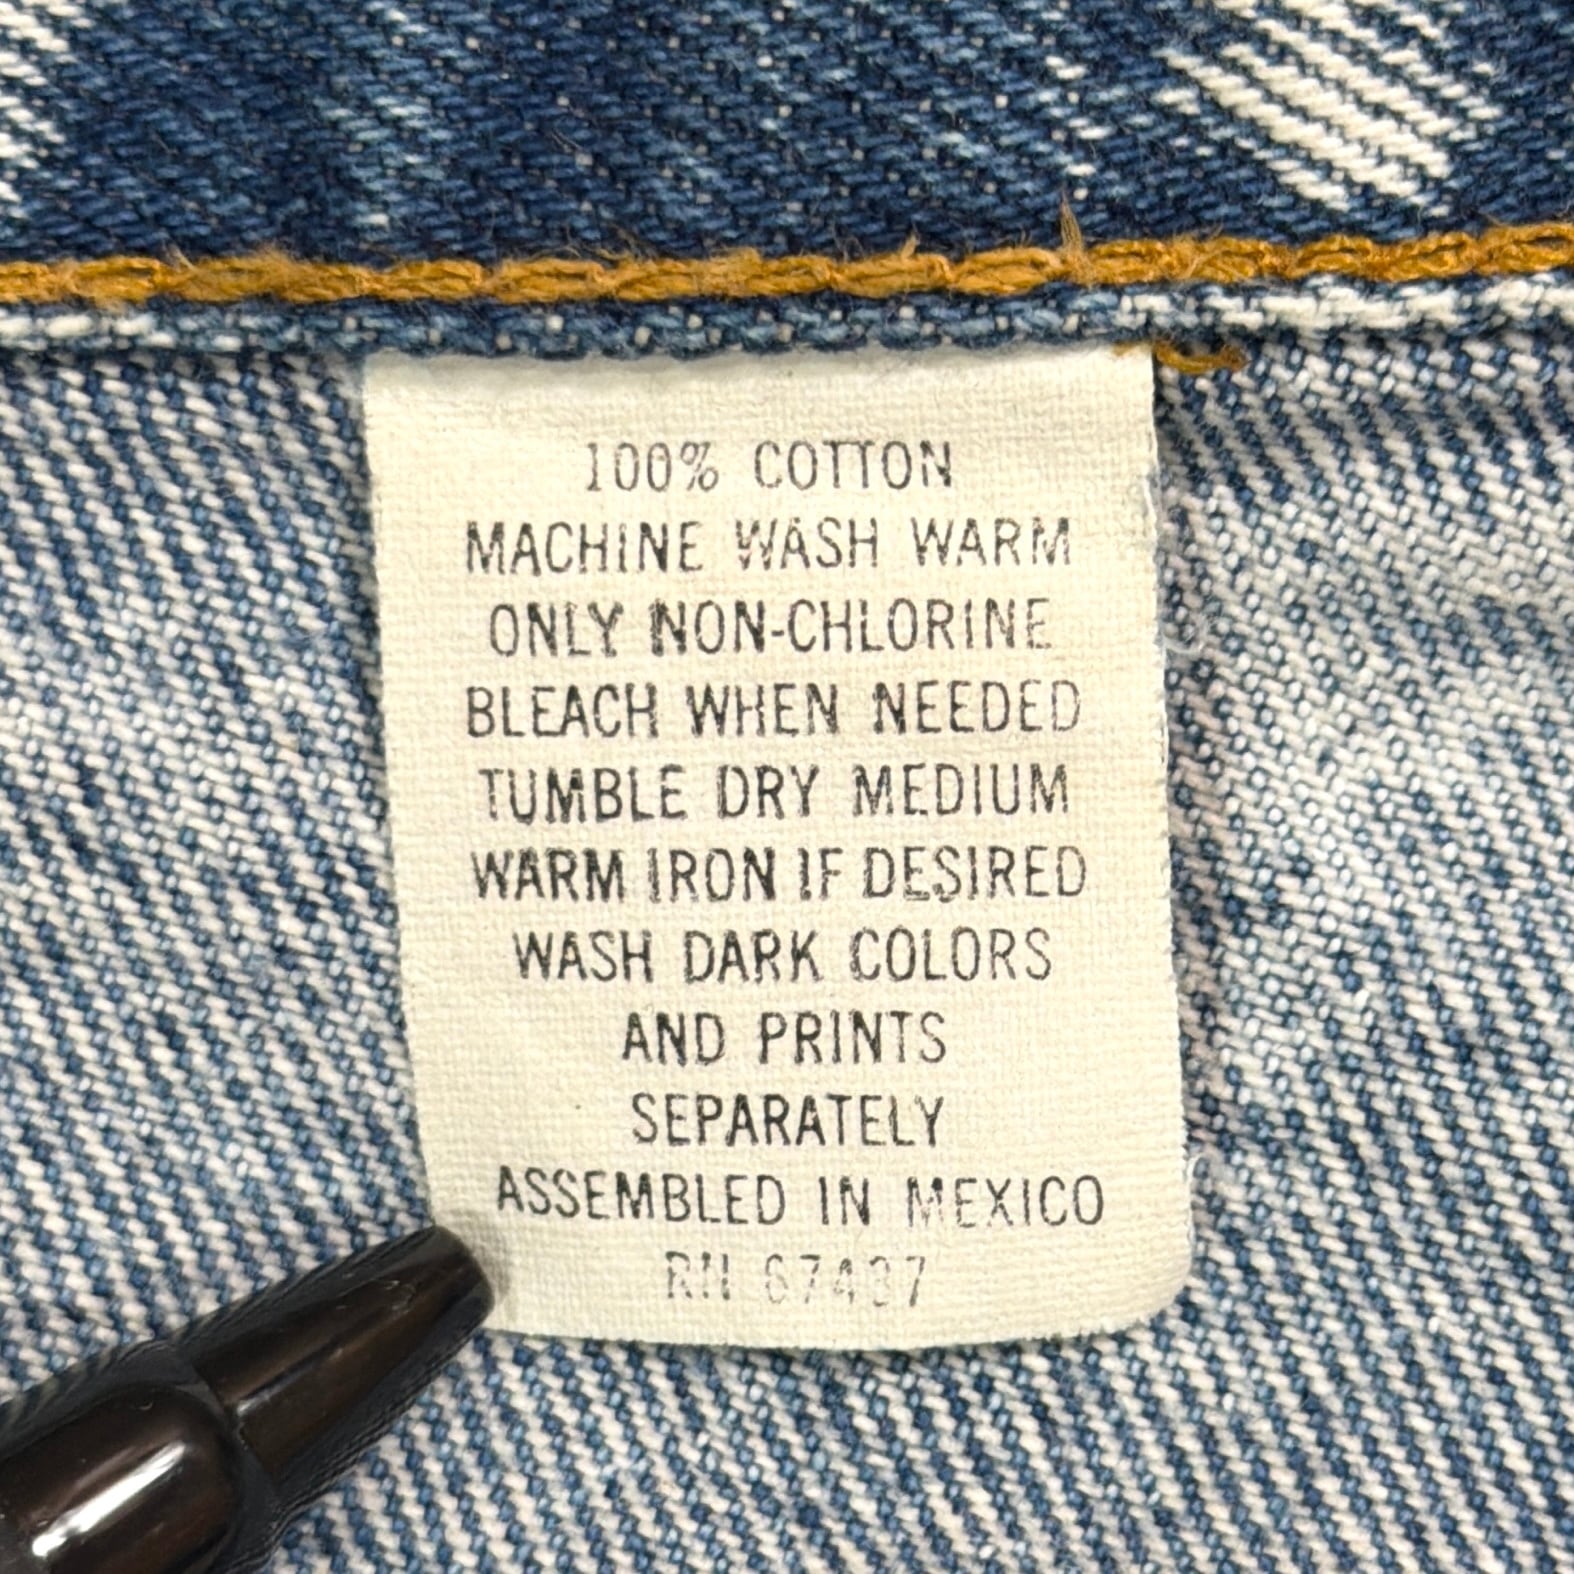 100% COTTON
MACHINE WASH WARM
ONLY NON-CHLORINE
BLEACH WHEN NEEDED
TUMBLE DRY MEDIUM
WARM IRON IF DESIRED
WASH DARK COLORS
AND PRINTS
SEPARATELY
ASSEMBLED IN MEXICO